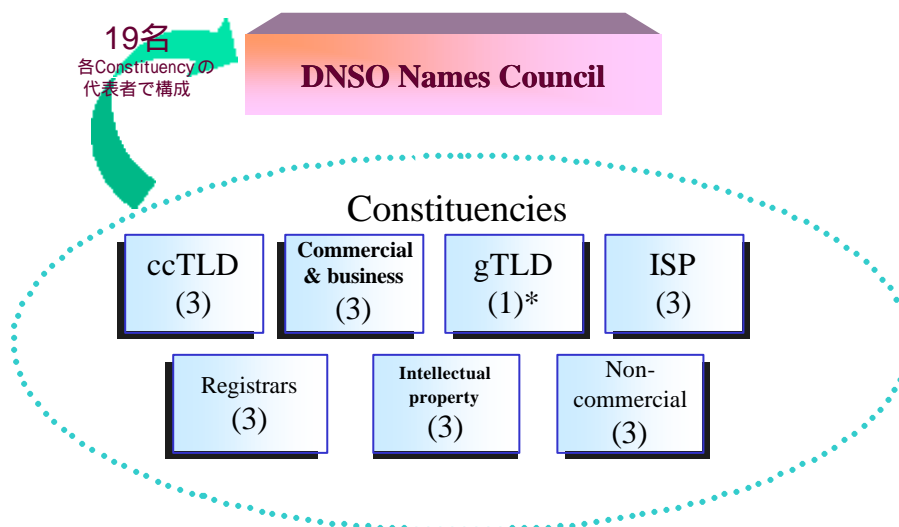 19名
各Constituencyの
代表者で構成
DNSO Names Council
Constituencies
ccTLD
(3)
Commercial
& business
(3)
gTLD
(1)*
ISP
(3)
Registrars
(3)
Intellectual
property
(3)
Non-
commercial
(3)